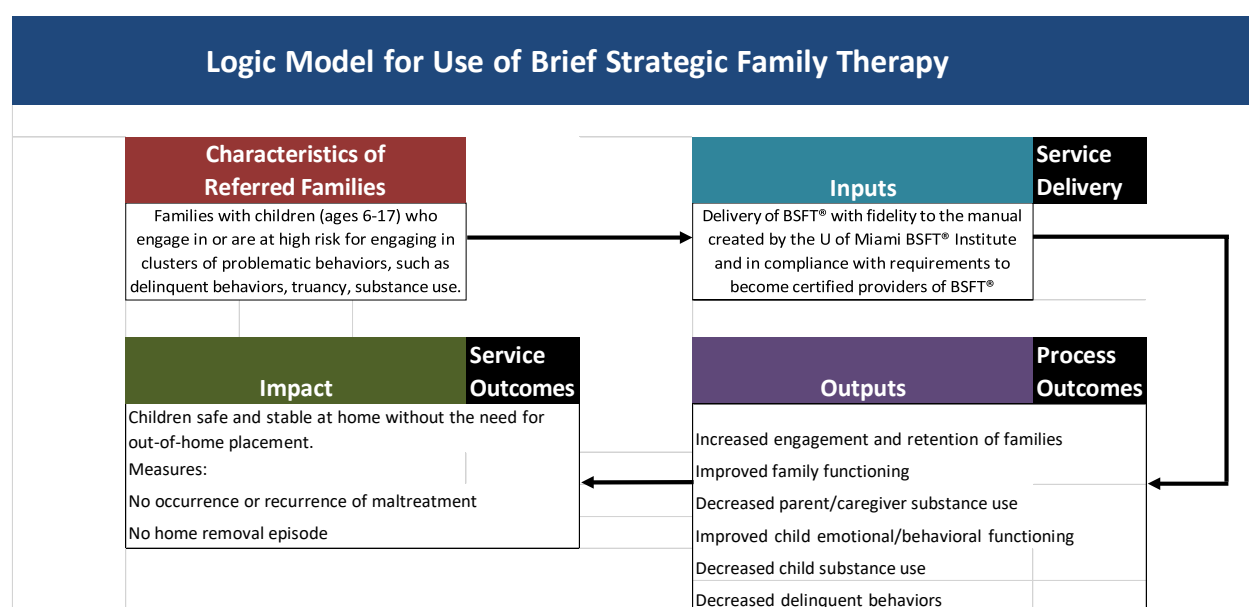 Logic Model for Use of Brief Strategic Family Therapy
Characteristics of
Referred Families
Families with children (ages 6-17) who
engage in or are at high risk for engaging in
clusters of problematic behaviors, such as
delinquent behaviors, truancy, substance use.
Inputs
Service
Delivery
Delivery of BSFT® with fidelity to the manual
created by the U of Miami BSFT® Institute
and in compliance with requirements to
become certified providers of BSFT®
Impact
Service
Outcomes
Children safe and stable at home without the need for
out-of-home placement.
Measures:
No occurrence or recurrence of maltreatment
No home removal episode
Outputs
Process
Outcomes
Increased engagement and retention of families
Improved family functioning
Decreased parent/caregiver substance use
Improved child emotional/behavioral functioning
Decreased child substance use
Decreased delinquent behaviors